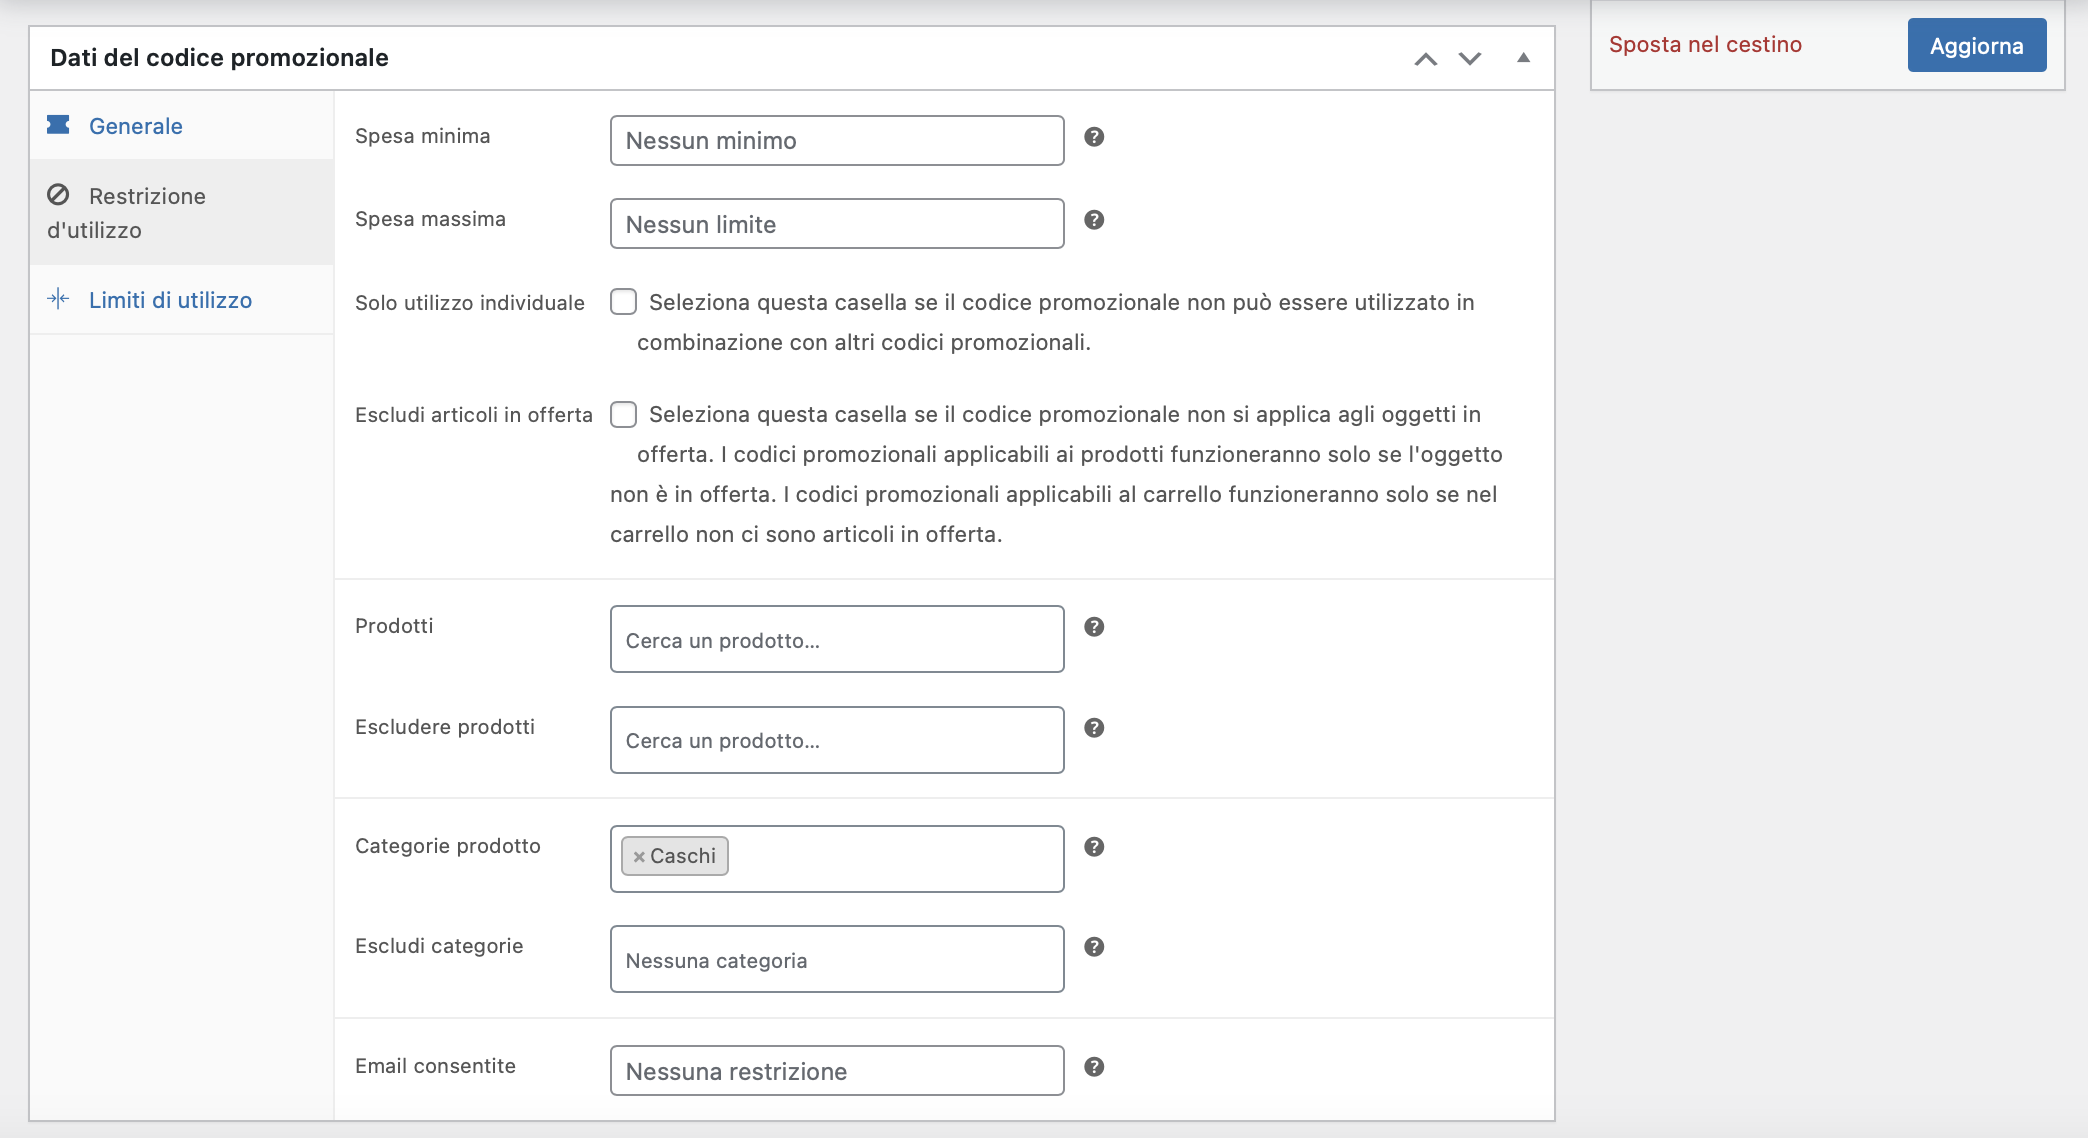 Dati del codice promozionale
Sposta nel cestino
Aggiorna
Generale
Restrizione
d'utilizzo
Limiti di utilizzo
Spesa minima
Nessun minimo
Spesa massima
Nessun limite
Solo utilizzo individuale
Seleziona questa casella se il codice promozionale non può essere utilizzato in
combinazione con altri codici promozionali.
Escludi articoli in offerta
Seleziona questa casella se il codice promozionale non si applica agli oggetti in
offerta. I codici promozionali applicabili ai prodotti funzioneranno solo se l'oggetto
non è in offerta. I codici promozionali applicabili al carrello funzioneranno solo se nel
carrello non ci sono articoli in offerta.
Prodotti
Cerca un prodotto...
Escludere prodotti
Cerca un prodotto...
Categorie prodotto
× Caschi
Escludi categorie
Nessuna categoria
Email consentite
Nessuna restrizione